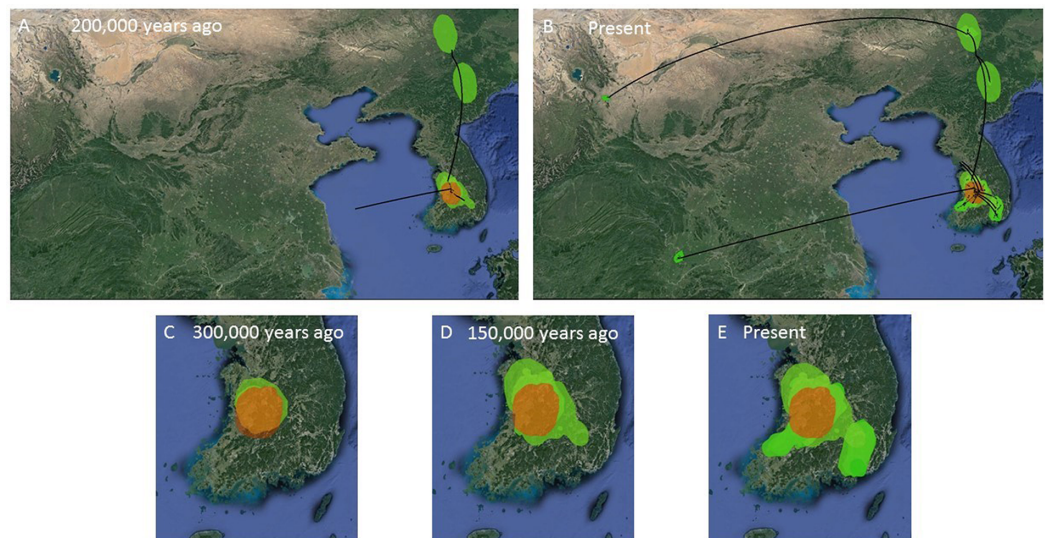 A 200,000 years ago
B Present
C 300,000 years ago
D 150,000 years ago
E Present